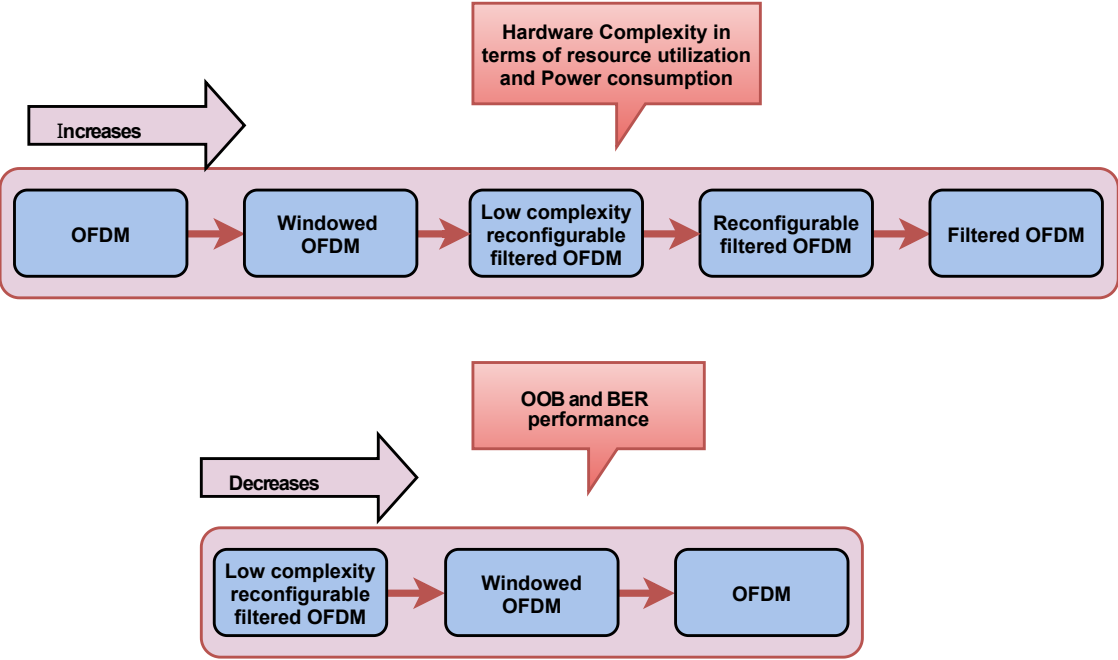 Hardware Complexity in
terms of resource utilization
and Power consumption
Increases
OFDM
Windowed
OFDM
Low complexity
reconfigurable
filtered OFDM
Reconfigurable
filtered OFDM
Filtered OFDM
OOB and BER
performance
Decreases
Low complexity
reconfigurable
filtered OFDM
Windowed
OFDM
OFDM